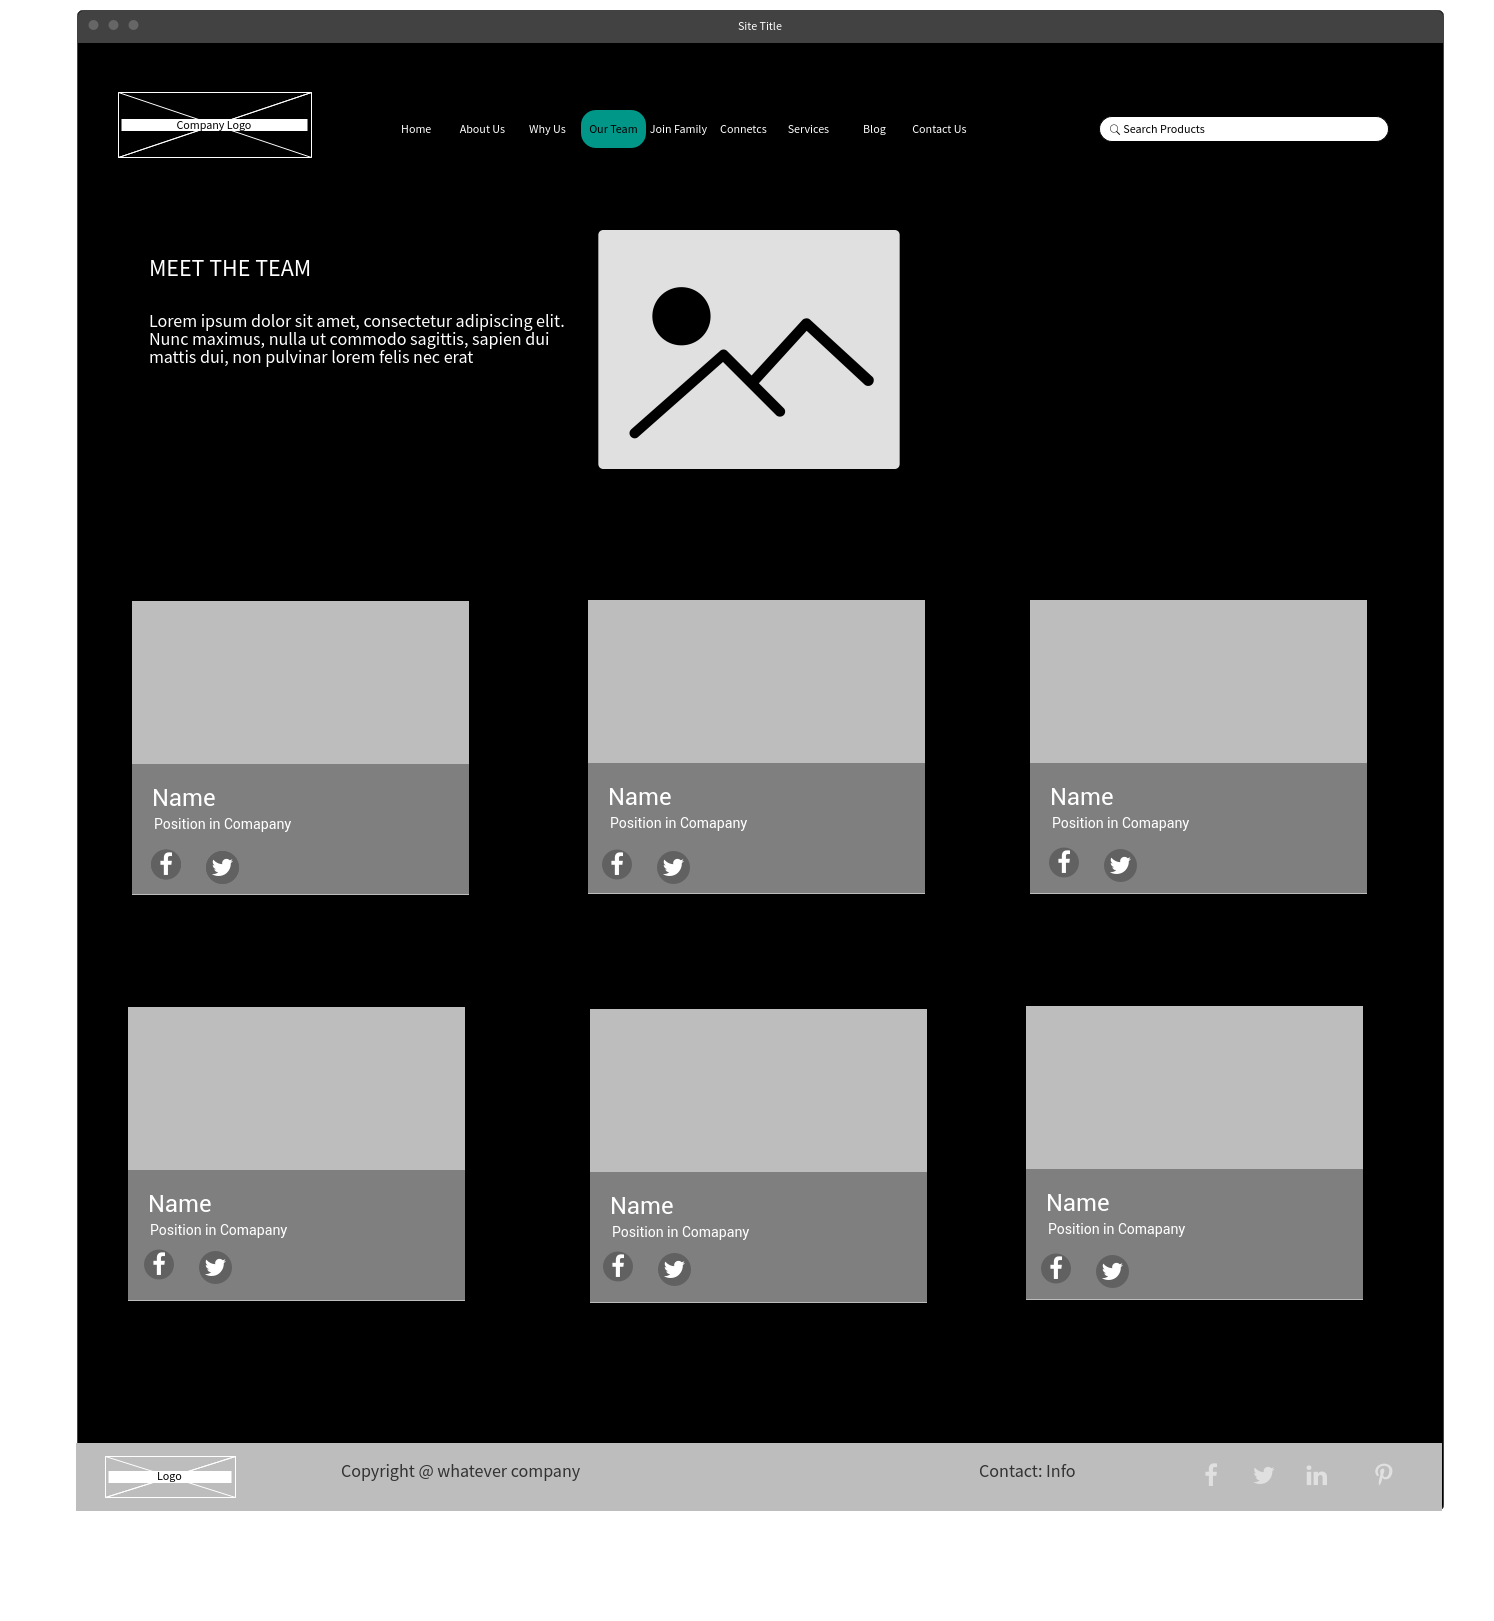 Site Title
Company Logo
Home About Us Why Us Our Team Join Family Connetcs Services Blog Contact Us
Search Products
MEET THE TEAM
Lorem ipsum dolor sit amet, consectetur adipiscing elit.
Nunc maximus, nulla ut commodo sagittis, sapien dui
mattis dui, non pulvinar lorem felis nec erat
Name
Position in Comapany
Name
Position in Comapany
Name
Position in Comapany
Name
Position in Comapany
Name
Position in Comapany
Name
Position in Comapany
Logo
Copyright @ whatever company
Contact: Info